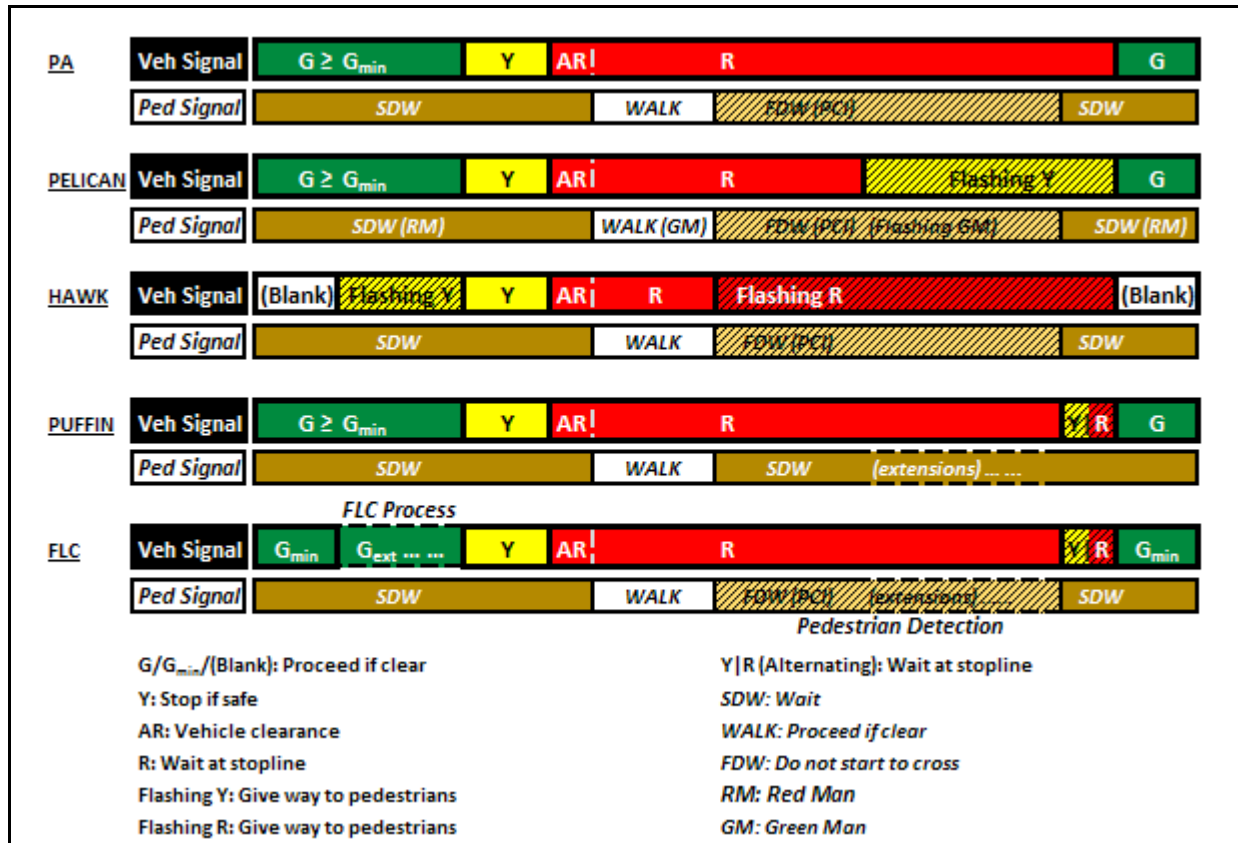 PA Veh Signal G ≥ Gmin Y AR R G
Ped Signal SDW WALK FDW (PCI) SDW
PELICAN Veh Signal G ≥ Gmin Y AR R Flashing Y G
Ped Signal SDW (RM) WALK (GM) FDW (PCI) (Flashing GM) SDW (RM)
HAWK Veh Signal (Blank) Flashing Y Y AR R Flashing R (Blank)
Ped Signal SDW WALK FDW (PCI) SDW
PUFFIN Veh Signal G ≥ Gmin Y AR R Y R G
Ped Signal SDW WALK SDW (extensions) ... ...
FLC Process
FLC Veh Signal Gmin Gext ... ... Y AR R Y R Gmin
Ped Signal SDW WALK FDW (PCI) (extensions) ...... SDW
Pedestrian Detection
G/Gmin/(Blank): Proceed if clear
Y: Stop if safe
AR: Vehicle clearance
R: Wait at stopline
Flashing Y: Give way to pedestrians
Flashing R: Give way to pedestrians
Y|R (Alternating): Wait at stopline
SDW: Wait
WALK: Proceed if clear
FDW: Do not start to cross
RM: Red Man
GM: Green Man